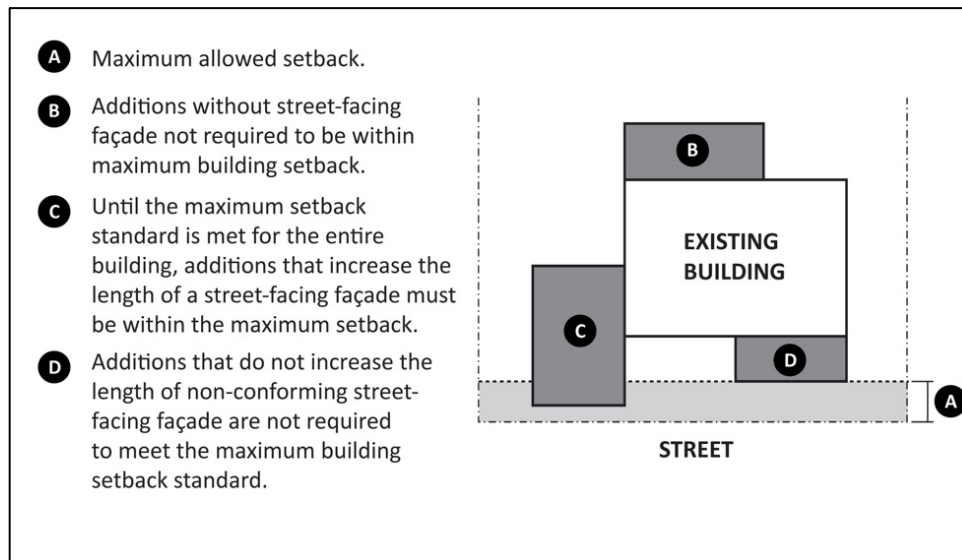 A Maximum allowed setback.
B Additions without street-facing
façade not required to be within
maximum building setback.
C Until the maximum setback
standard is met for the entire
building, additions that increase the
length of a street-facing façade must
be within the maximum setback.
D Additions that do not increase the
length of non-conforming street-
facing façade are not required
to meet the maximum building
setback standard.
B
EXISTING
BUILDING
C
D
A
STREET